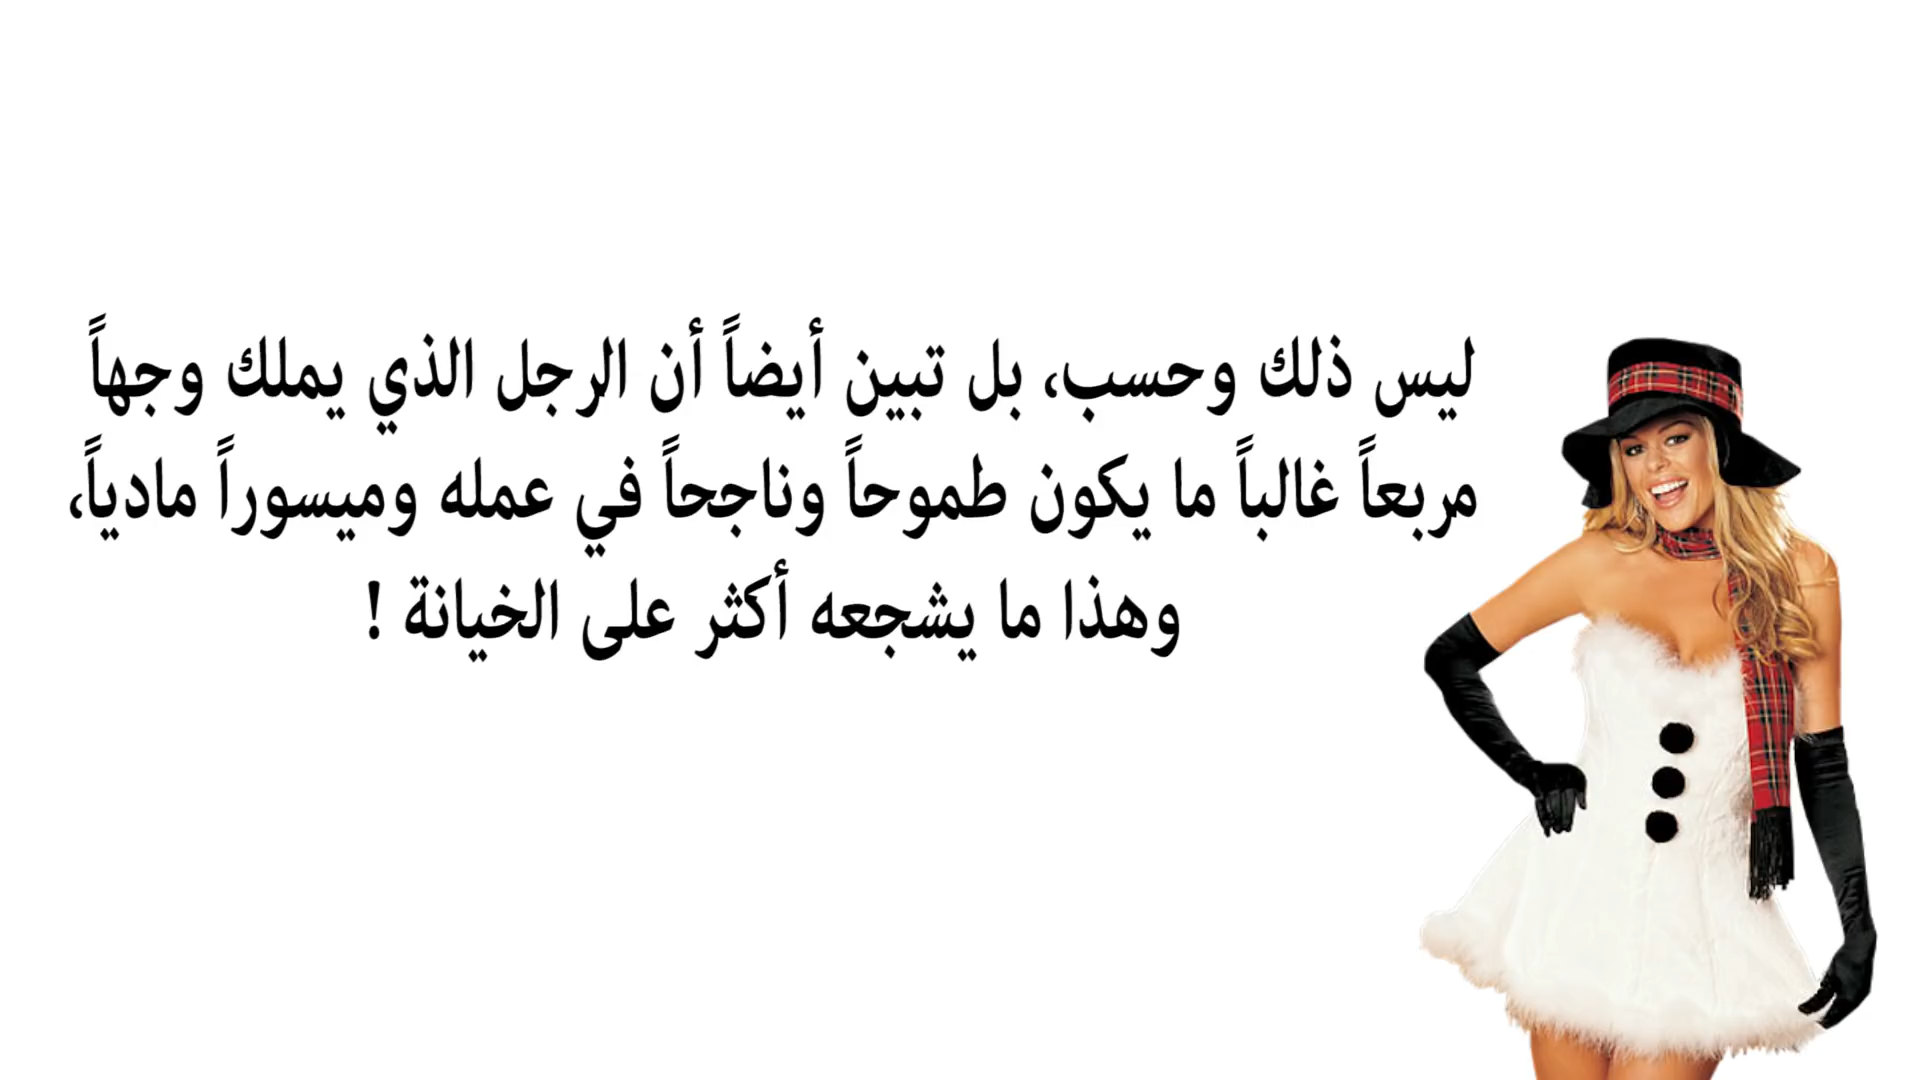 ليس ذلك وحسب، بل تبين أيضاً أن الرجل الذي يملك وجهاً
مربعاً غالباً ما يكون طموحاً وناجحاً في عمله وميسوراً مادياً،
وهذا ما يشجعه أكثر على الخيانة !